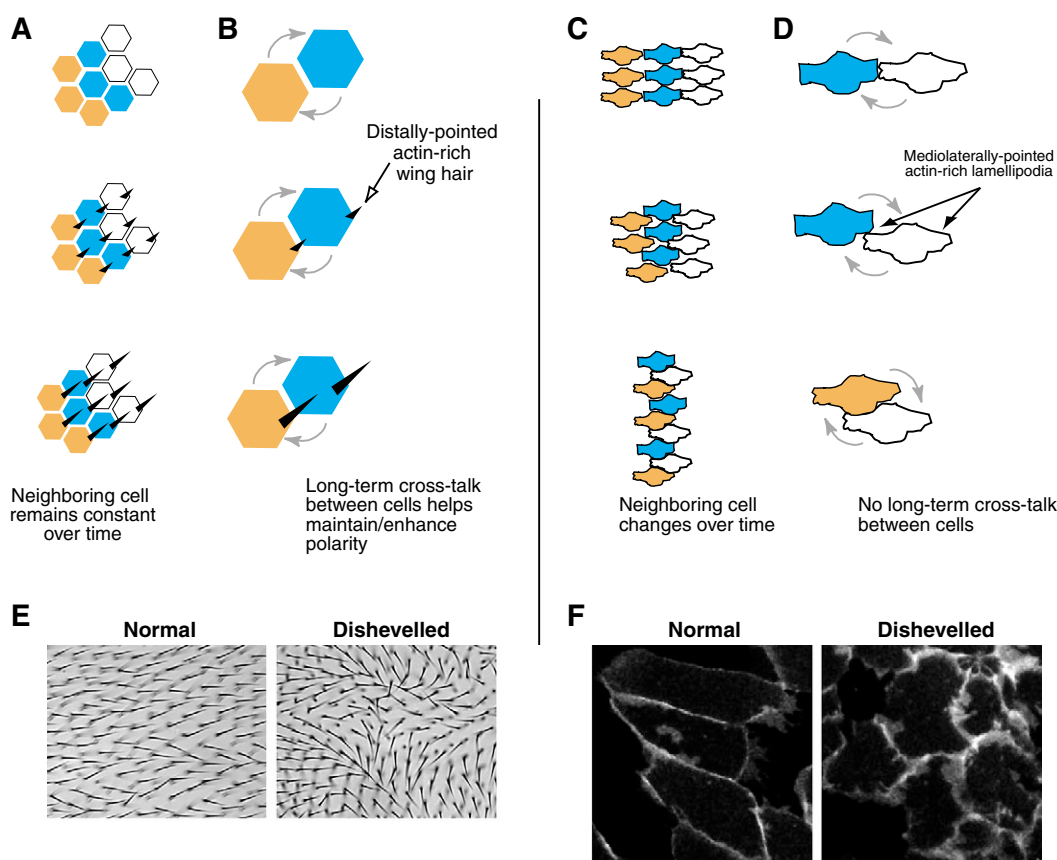 A
B
Distally-pointed
actin-rich
wing hair
Neighboring cell
remains constant
over time
Long-term cross-talk
between cells helps
maintain/enhance
polarity
C
D
Mediolaterally-pointed
actin-rich lamellipodia
Neighboring cell
changes over time
No long-term cross-talk
between cells
E
Normal
Dishevelled
F
Normal
Dishevelled